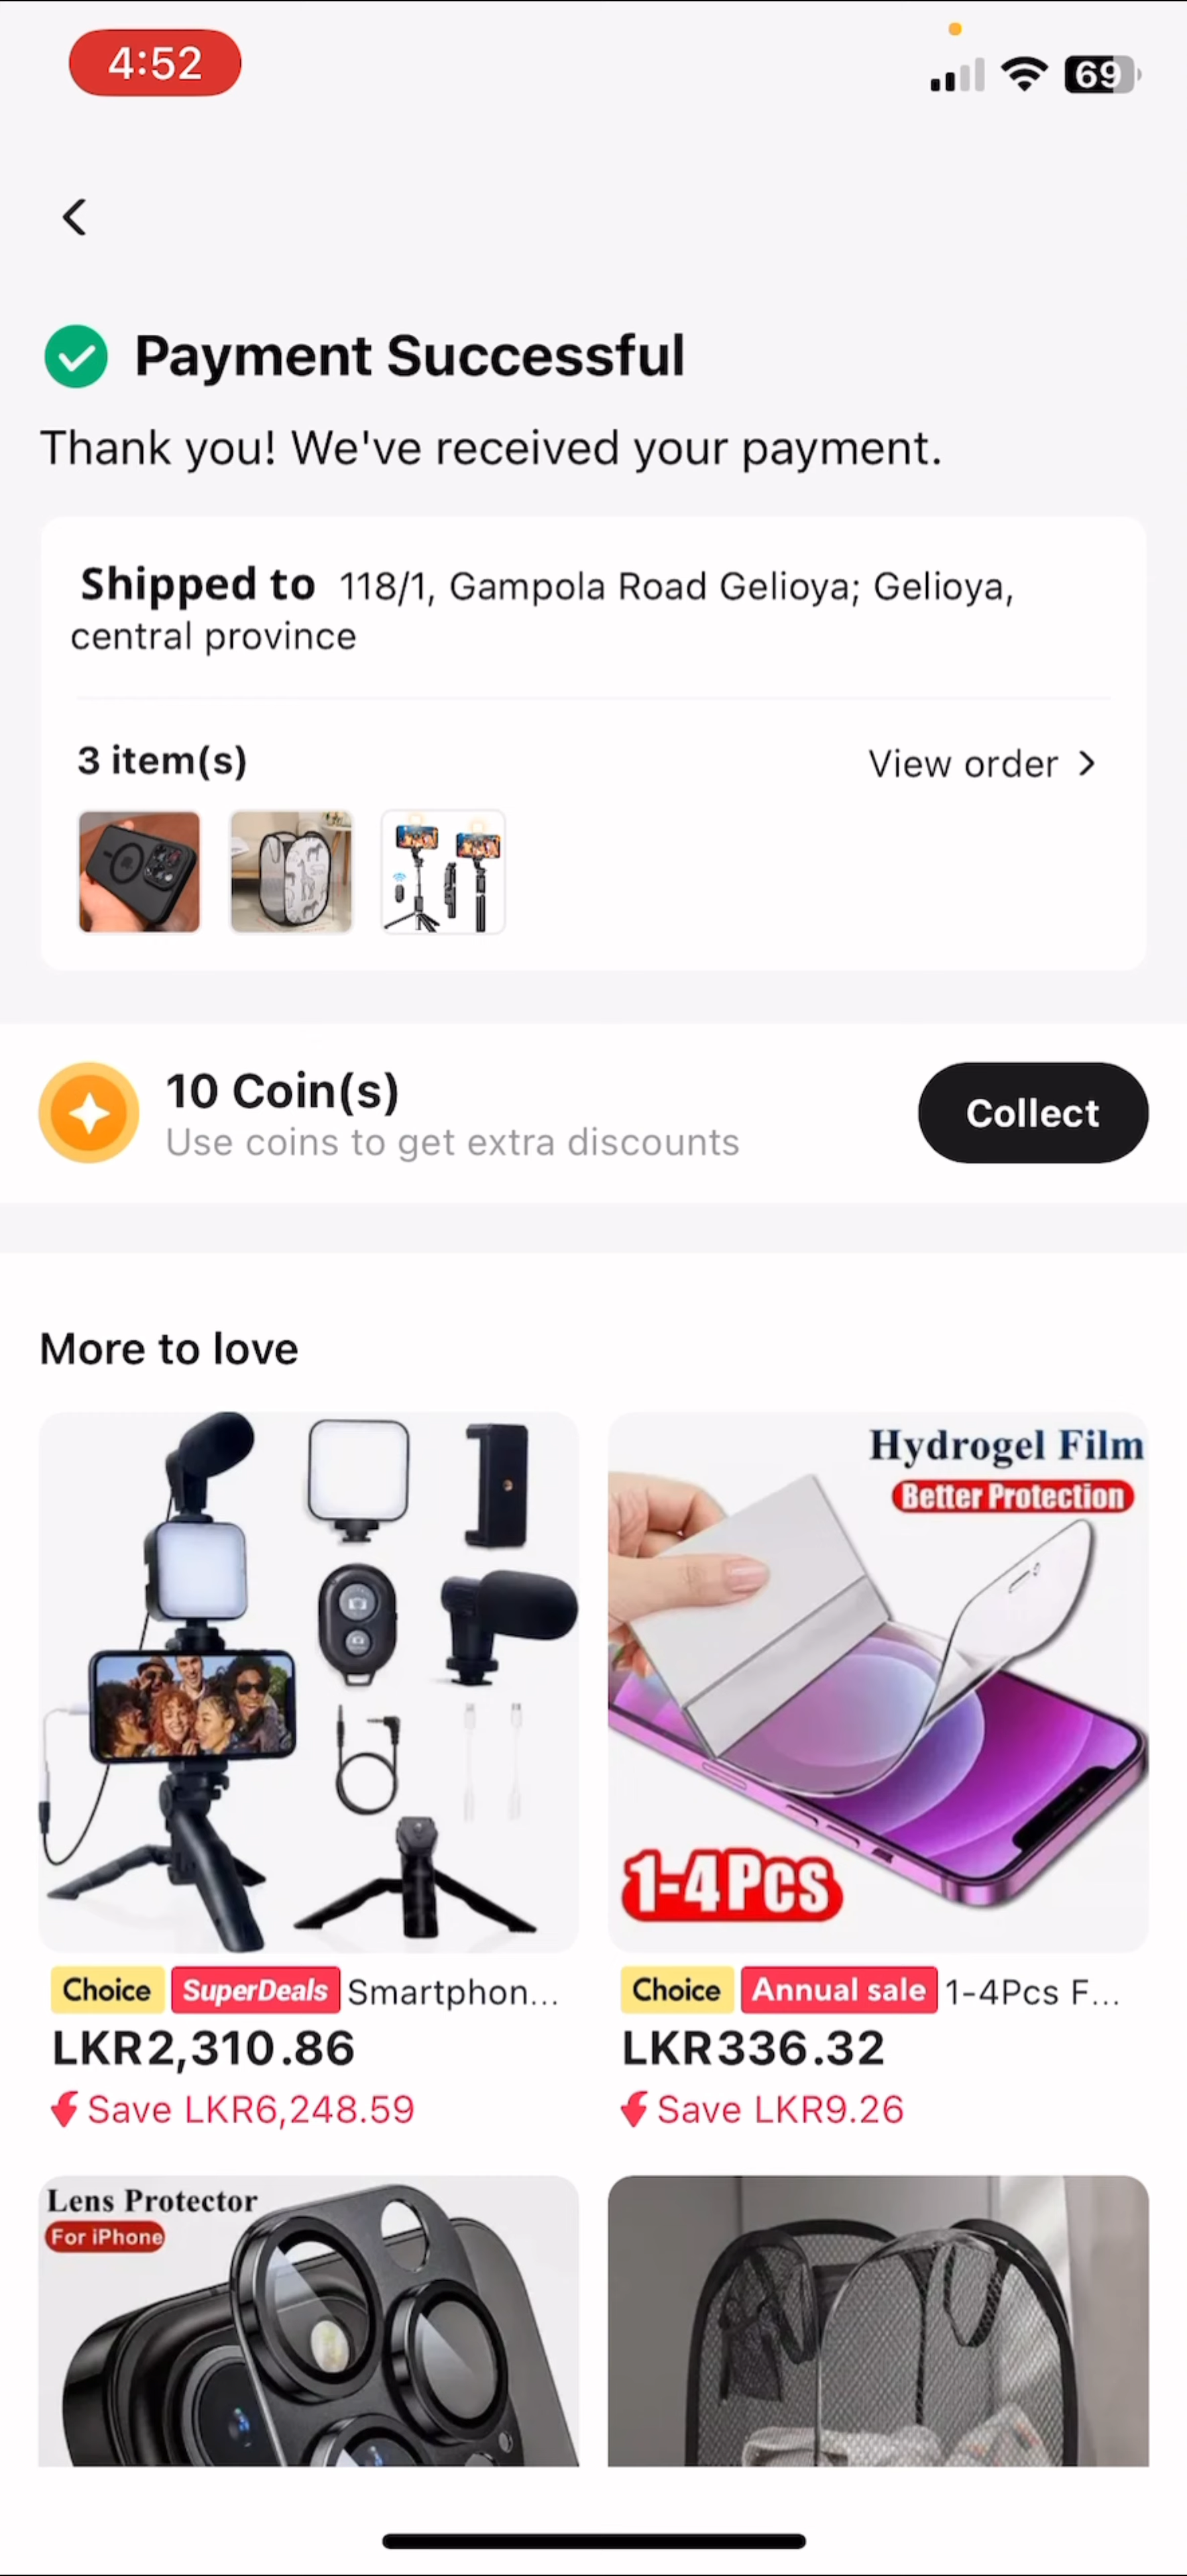 4:52
69
Payment Successful
Thank you! We've received your payment.
Shipped to 118/1, Gampola Road Gelioya; Gelioya,
central province
3 item(s)
View order
10 Coin(s)
Use coins to get extra discounts
Collect
More to love
Hydrogel Film
Better Protection
1-4Pcs
Choice SuperDeals Smartphon...
LKR2,310.86
Save LKR6,248.59
Choice Annual sale 1-4Pcs F...
LKR336.32
Save LKR9.26
Lens Protector
For iPhone